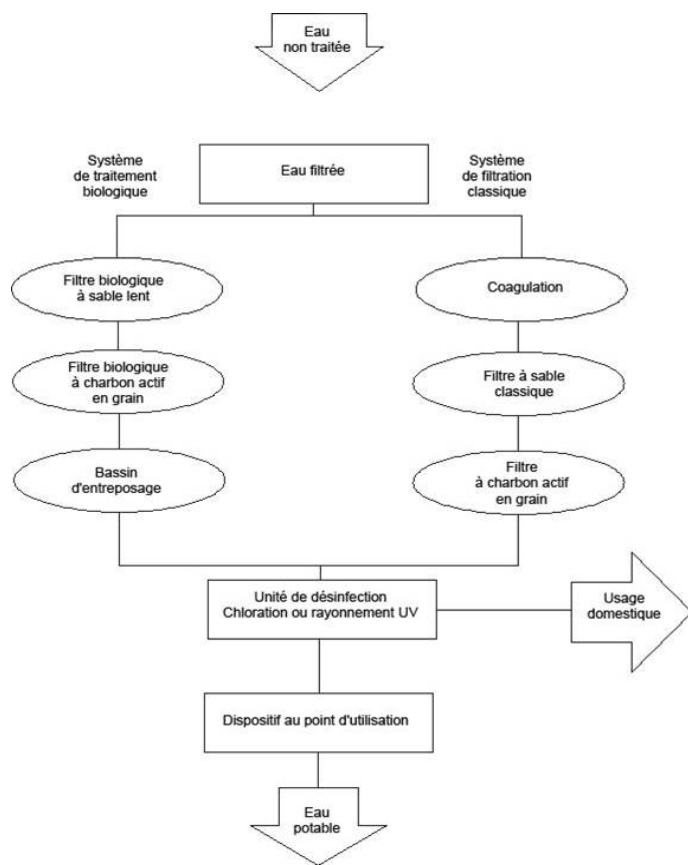 Eau
non traitée
Système
de traitement
biologique
Eau filtrée
Système
de filtration
classique
Filtre biologique
à sable lent
Coagulation
Filtre biologique
à charbon actif
en grain
Filtre à sable
classique
Bassin
d'entreposage
Filtre
à charbon actif
en grain
Unité de désinfection
Chloration ou rayonnement UV
Usage
domestique
Dispositif au point d'utilisation
Eau
potable